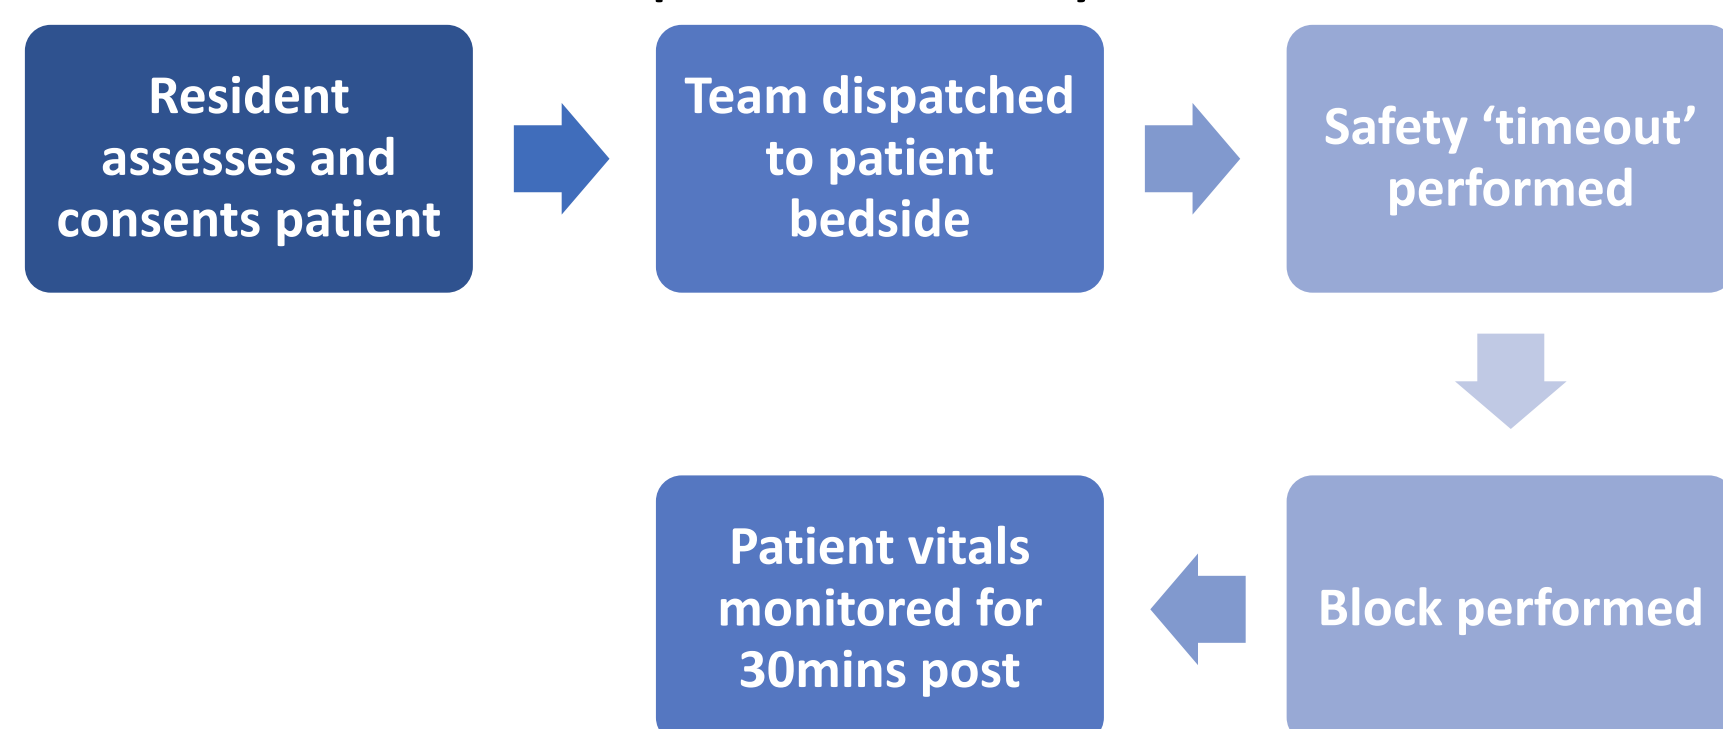 Resident
assesses and
consents patient
Team dispatched
to patient
bedside
Safety ‘timeout’
performed
Block performed
Patient vitals
monitored for
30mins post